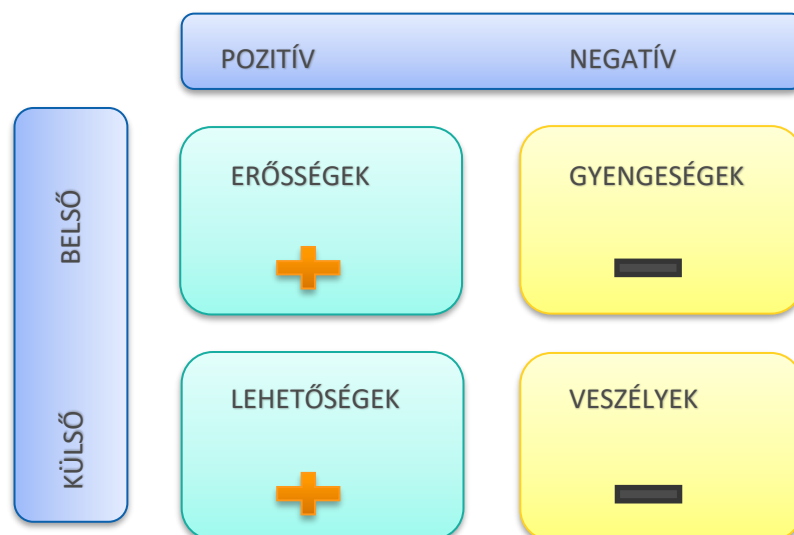 POZITÍV NEGATÍV
BELSŐ
ERŐSSÉGEK GYENGESÉGEK
KÜLSŐ
LEHETŐSÉGEK VESZÉLYEK